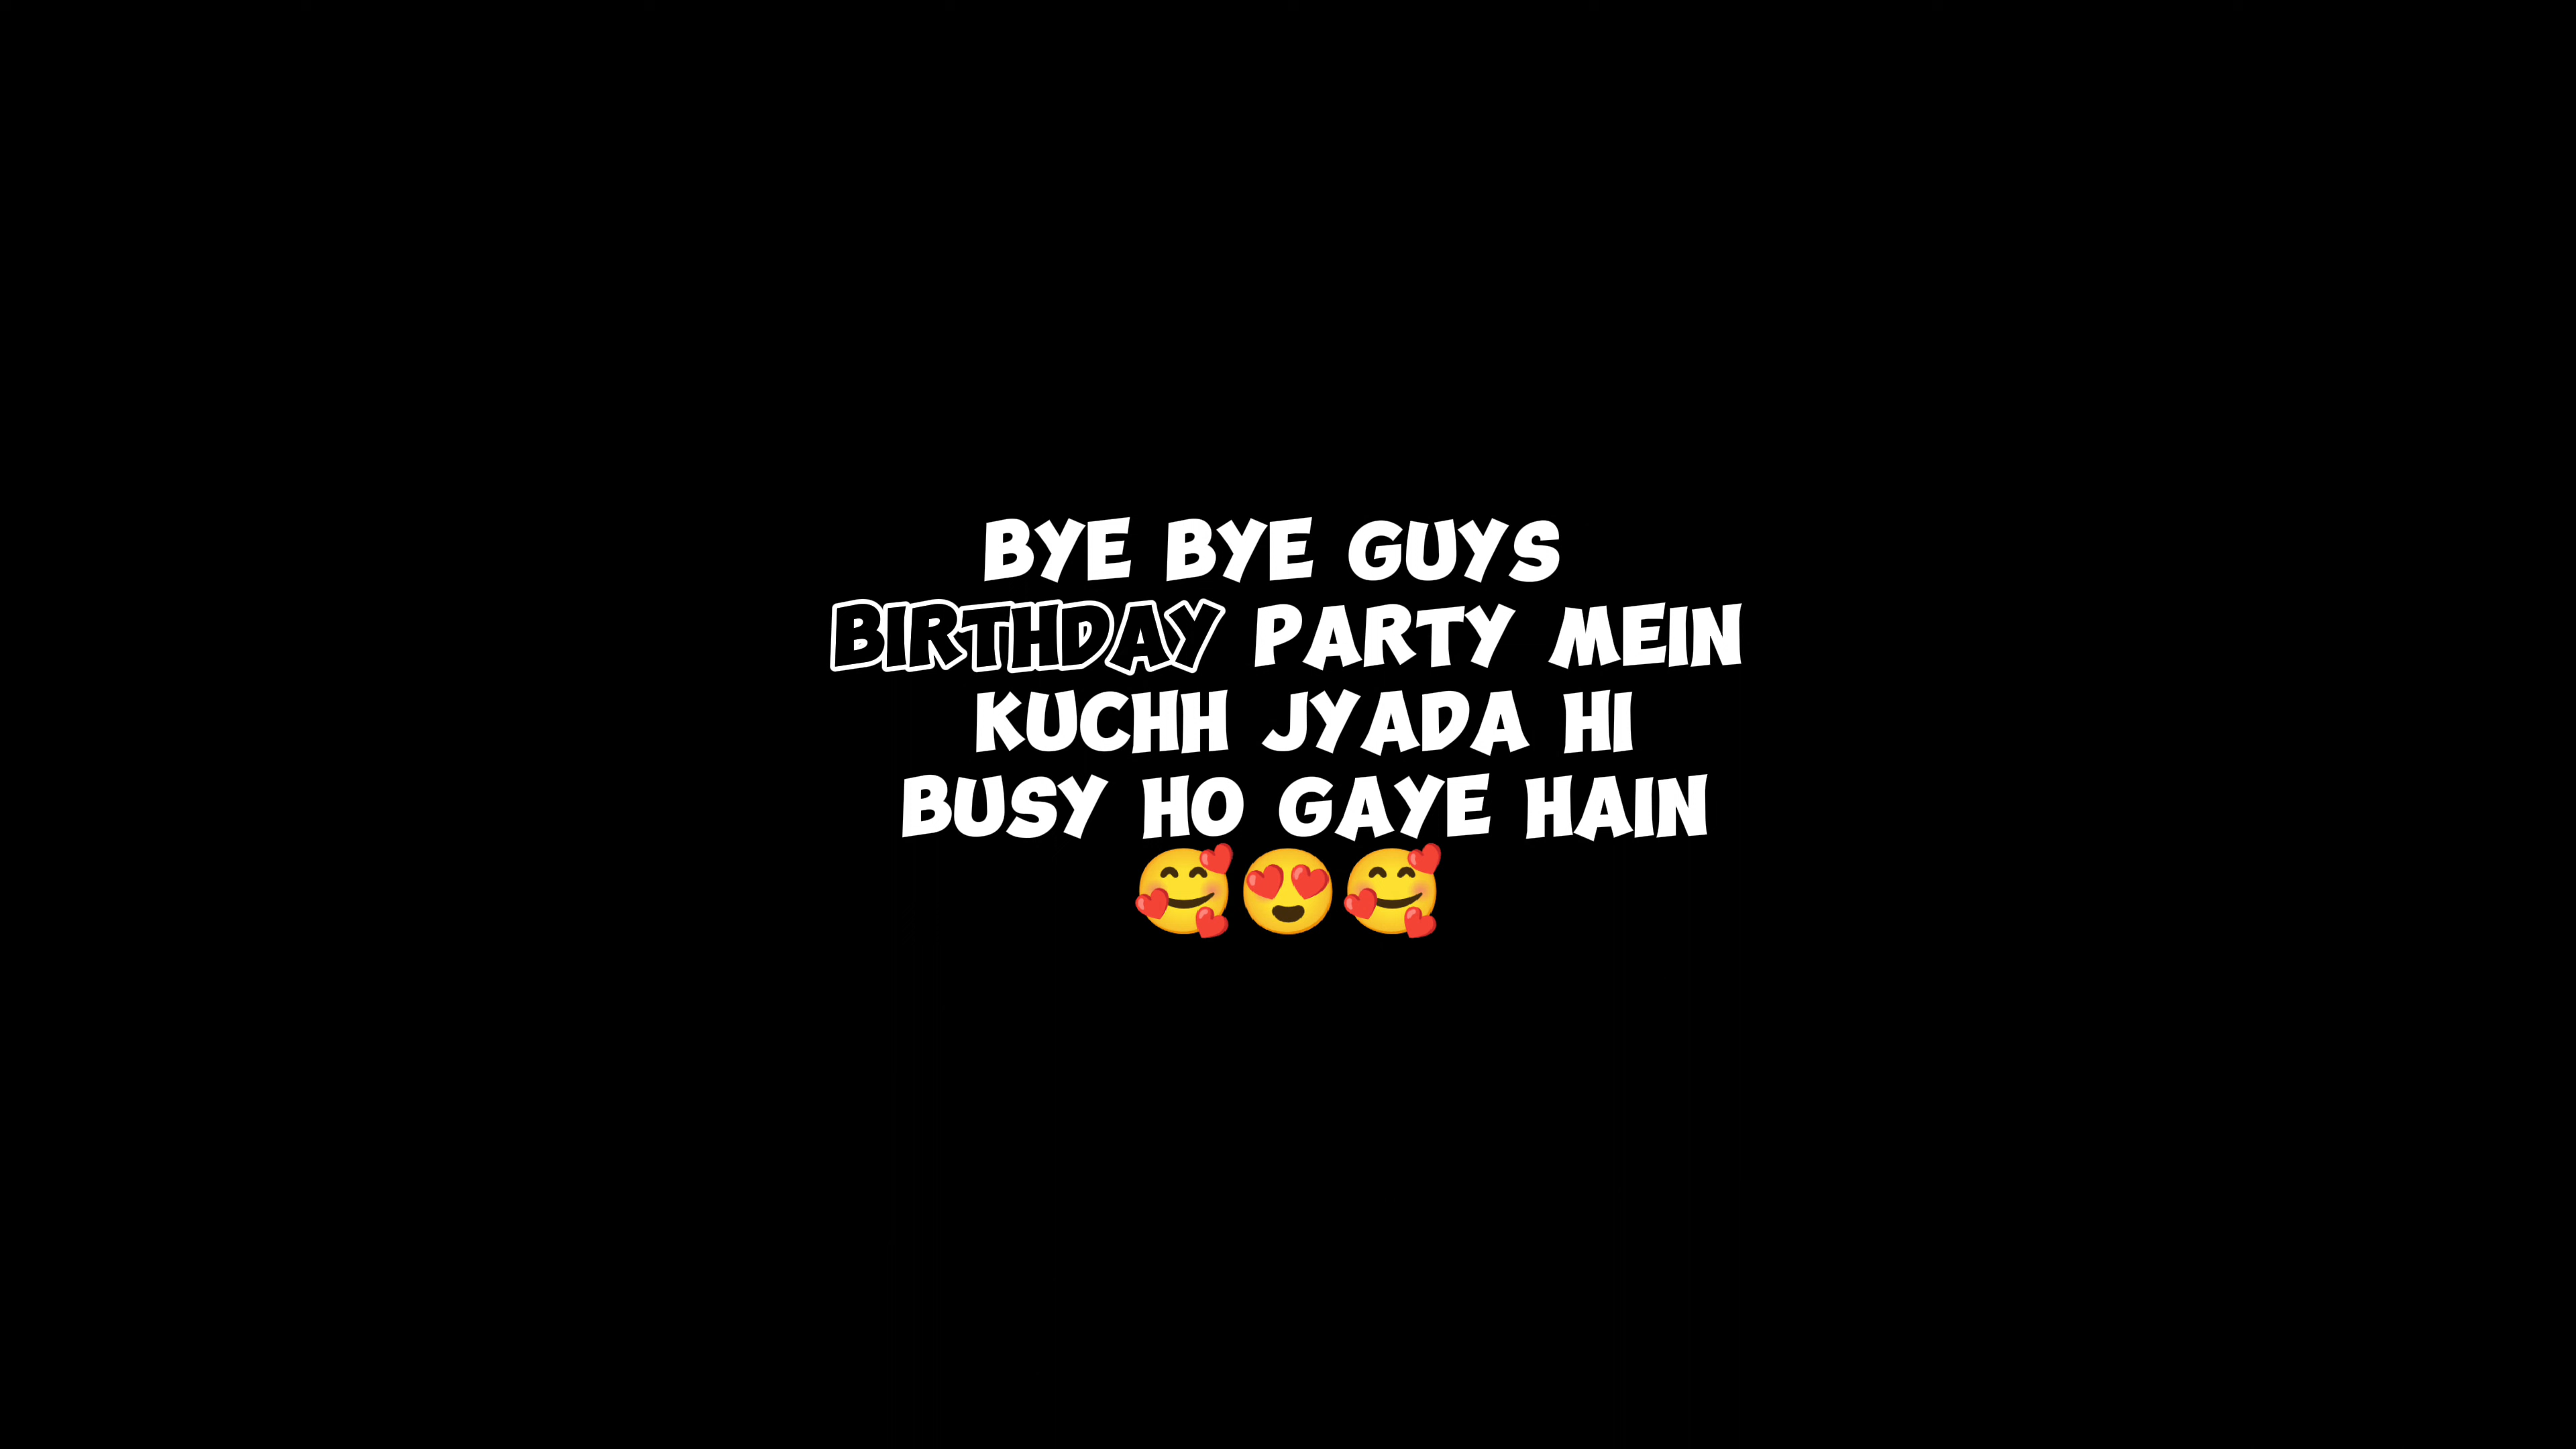 BYE BYE GUYS
BIRTHDAY PARTY MEIN
KUCHH JYADA HI
BUSY HO GAYE HAIN
🥰😍🥰